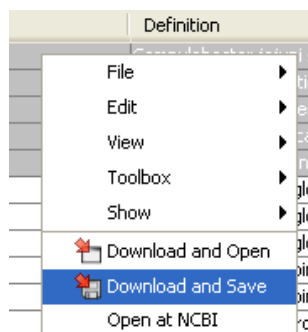 Definition
File
Edit
View
Toolbox
Show
Download and Open
Download and Save
Open at NCBI